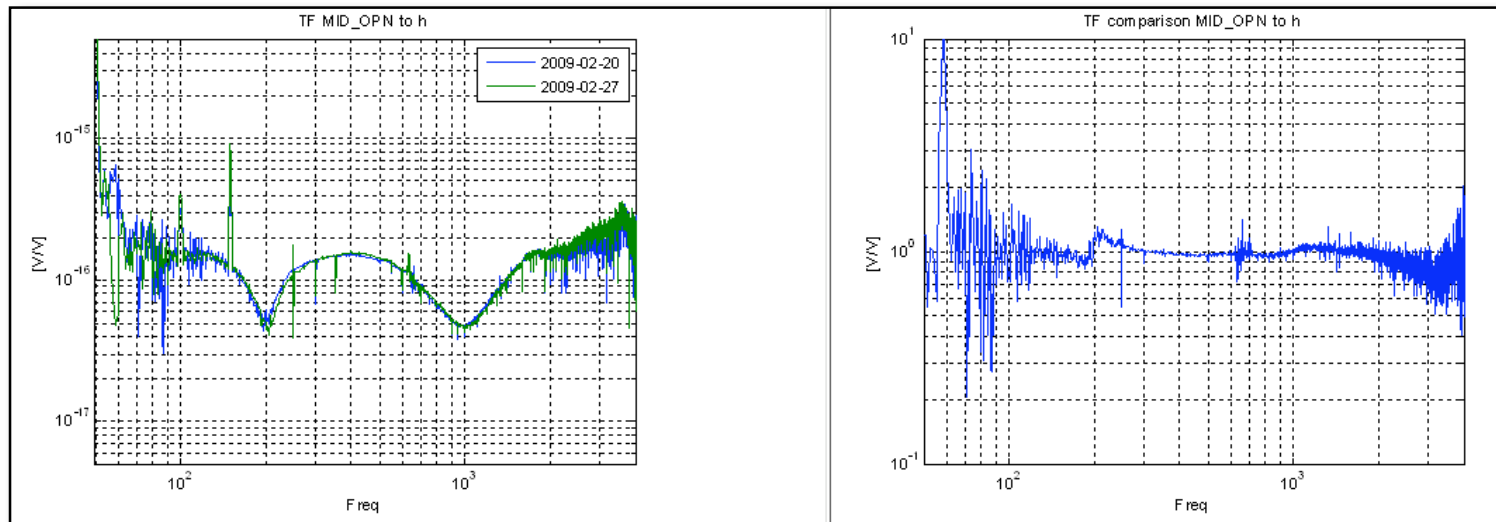 TF MID_OPN to h
2009-02-20
2009-02-27
10^-15
10^-16
10^-17
[V/V]
10^2
10^3
Freq
TF comparison MID_OPN to h
10^1
10^0
10^-1
[V/V]
10^2
10^3
Freq